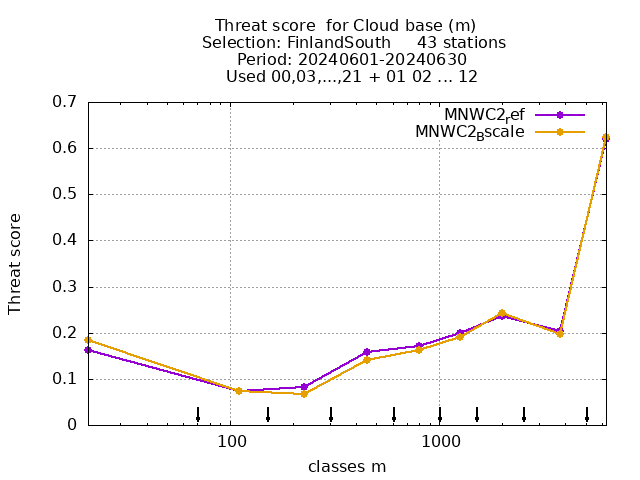 Threat score  for Cloud base (m)
Selection: FinlandSouth     43 stations
Period: 20240601-20240630
Used 00,03,...,21 + 01 02 ... 12
MNWC2ref
MNWC2Bscale
0.7
0.6
0.5
0.4
0.3
0.2
0.1
0
Threat score
100 1000
classes m